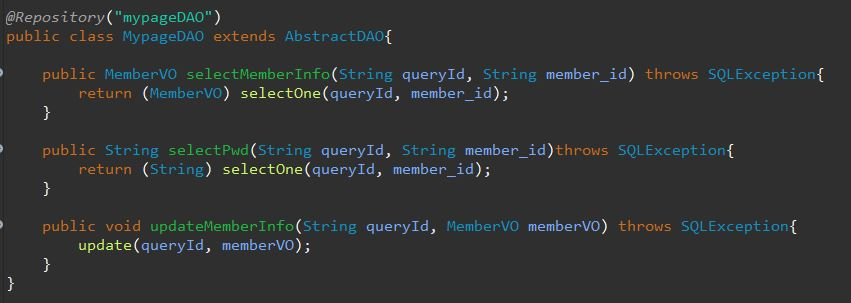 @Repository("mypageDAO")
public class MypageDAO extends AbstractDAO{
public MemberVO selectMemberInfo(String queryId, String member_id) throws SQLException{
return (MemberVO) selectOne(queryId, member_id);
}
public String selectPwd(String queryId, String member_id)throws SQLException{
return (String) selectOne(queryId, member_id);
}
public void updateMemberInfo(String queryId, MemberVO memberVO) throws SQLException{
update(queryId, memberVO);
}
}